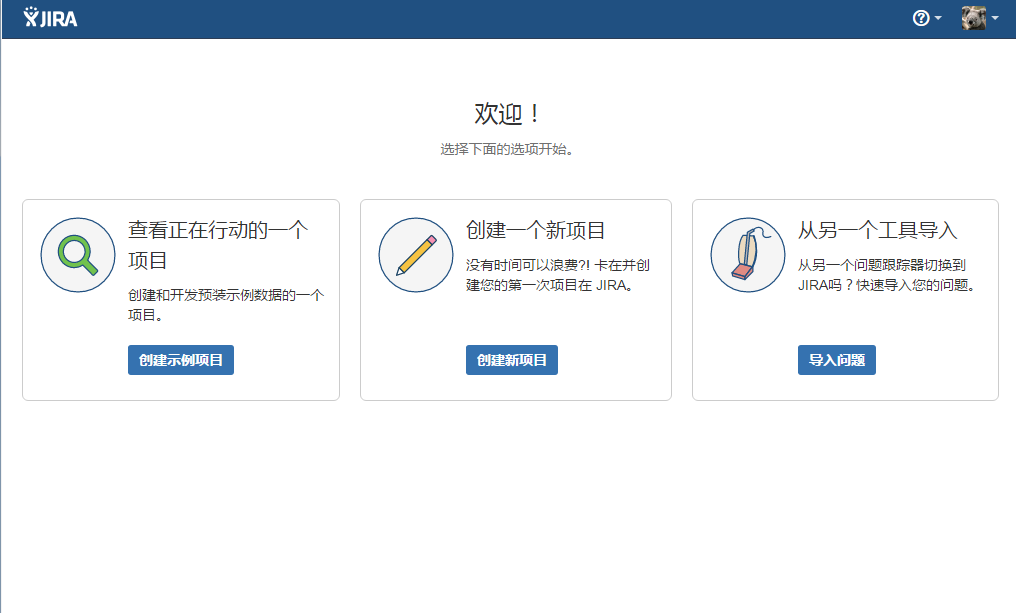 JIRA
欢迎！
选择下面的选项开始。
查看正在行动的一个
项目
创建和开发预装示例数据的一个
项目。
创建示例项目
创建一个新项目
没有时间可以浪费?! 卡在并创
建您的第一次项目在 JIRA。
创建新项目
从另一个工具导入
从另一个问题跟踪器切换到
JIRA吗？快速导入您的问题。
导入问题